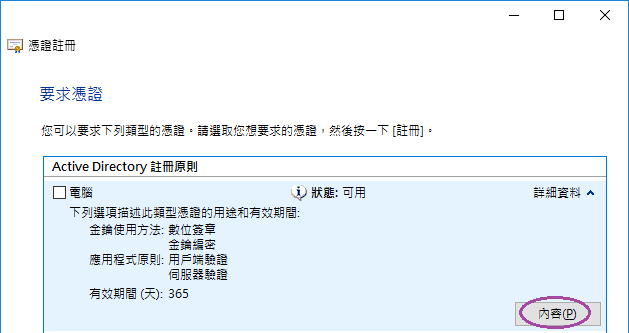 憑證註冊
要求憑證
您可以要求下列類型的憑證。請選取您想要求的憑證，然後按一下 [註冊]。
Active Directory 註冊原則
電腦 狀態: 可用 詳細資料
下列選項描述此類型憑證的用途和有效期間:
金鑰使用方法: 數位簽章
金鑰編密
應用程式原則: 用戶端驗證
伺服器驗證
有效期間 (天): 365
內容(P)